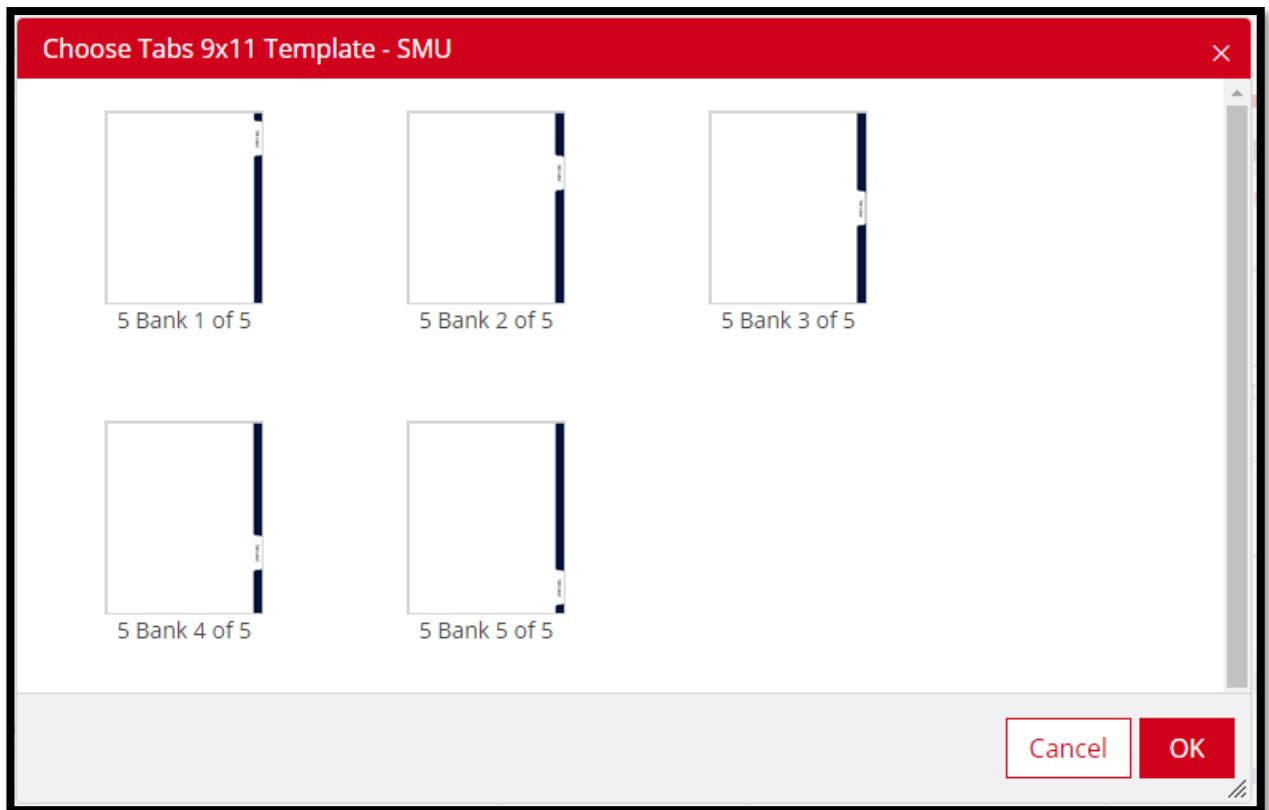 Choose Tabs 9x11 Template - SMU
5 Bank 1 of 5
5 Bank 2 of 5
5 Bank 3 of 5
5 Bank 4 of 5
5 Bank 5 of 5
Cancel
OK